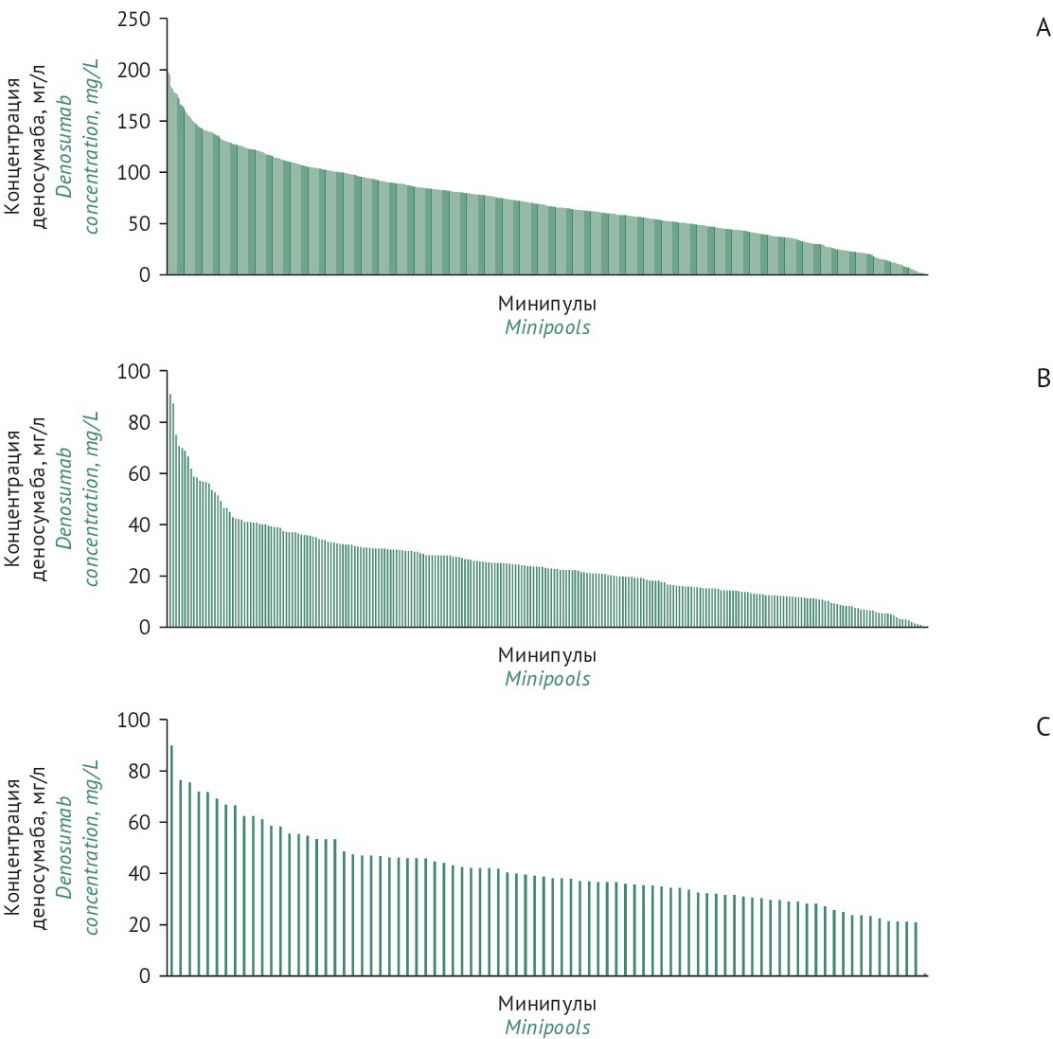 A
Концентрация
деносумаба, мг/л
Denosumab
concentration, mg/L
250
200
150
100
50
0
Минипулы
Minipools
B
Концентрация
деносумаба, мг/л
Denosumab
concentration, mg/L
100
80
60
40
20
0
Минипулы
Minipools
C
Концентрация
деносумаба, мг/л
Denosumab
concentration, mg/L
100
80
60
40
20
0
Минипулы
Minipools